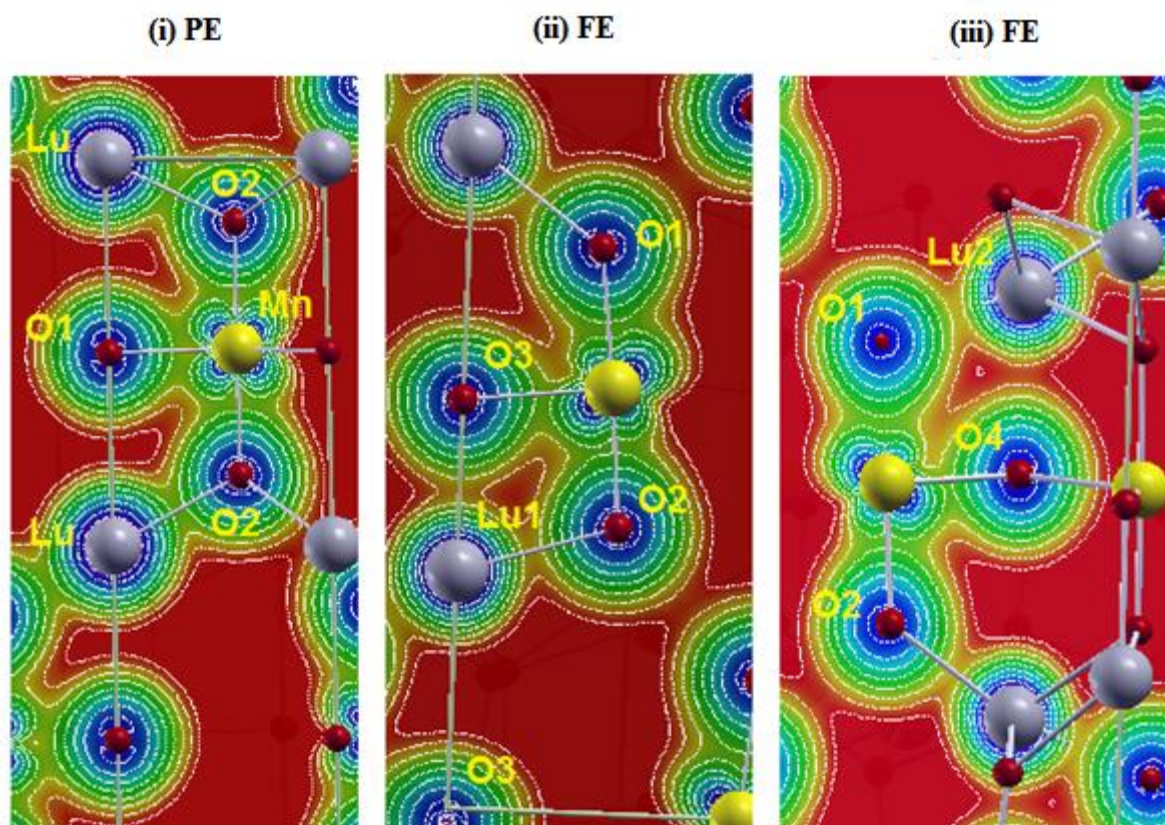 (i) PE
(ii) FE
(iii) FE
Lu
O2
Mn
O1
Lu
O2
O1
O3
Lu1
O2
O3
Lu2
O1
O4
O2